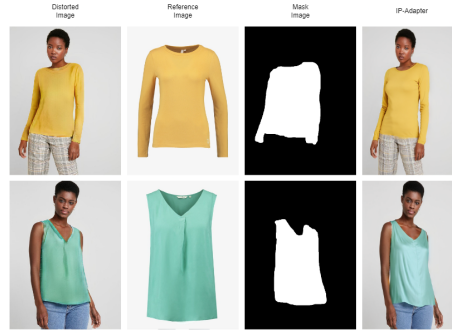 Distorted
Image
Reference
Image
Mask
Image
IP-Adapter